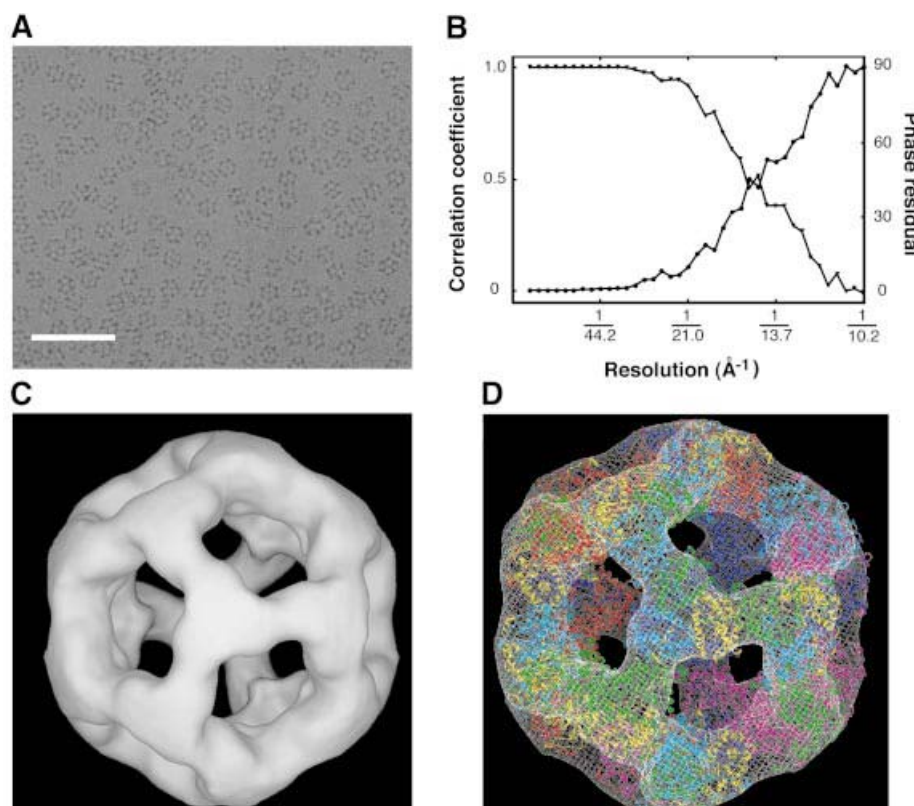 A
B
Correlation coefficient
1.0
0.5
0
Phase residual
90
60
30
0
1
44.2
1
21.0
1
13.7
1
10.2
Resolution (Å-1)
C
D